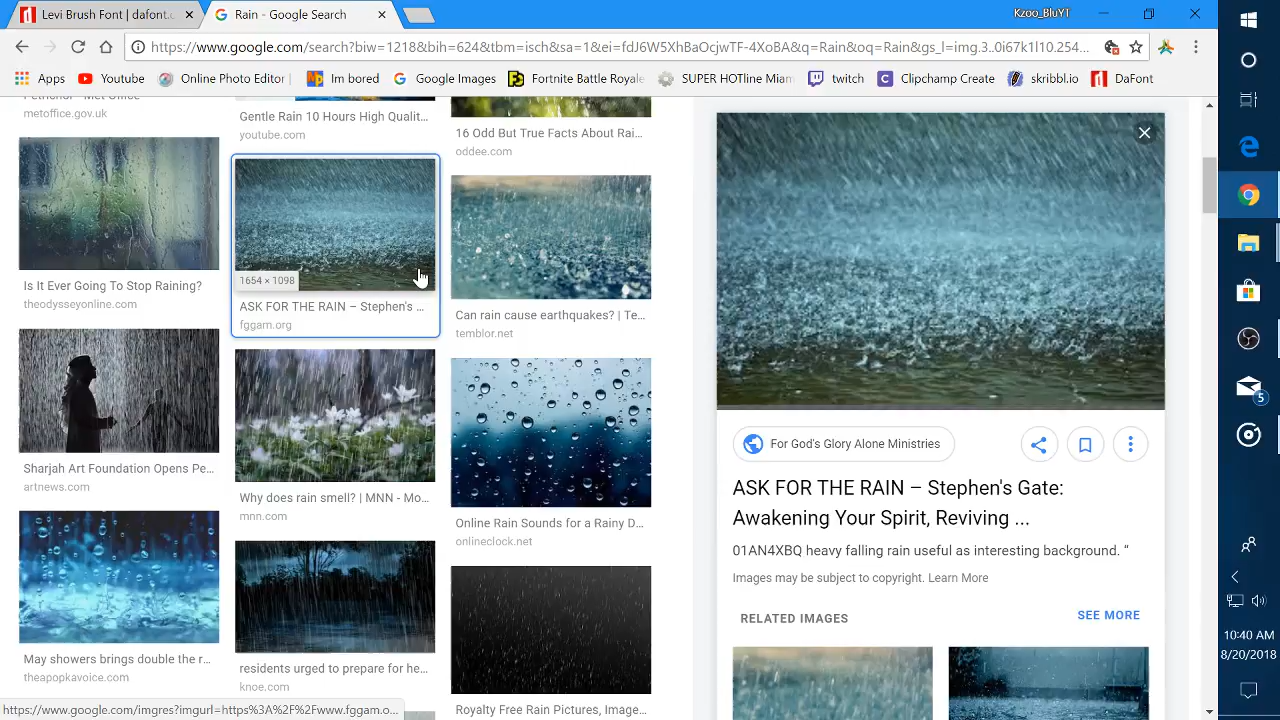 Levi Buildings | dafont.c
Rain - Google Search
Kzoo_BluYT
https://www.google.com/search?biw=1218&bih=624&tbm=isch&sa=1&ei=fdJ6W5XhBaOcjwTF-4XoBA&q=Rain&oq=Rain&gs_l=img.3..0i67k1l10.254...
Apps
Youtube
Online Photo Editor |
Im bored
Google Images
Fortnite Battle Royale
SUPERHOTline Miam
Twitch
Clipchamp Create
skribbl.io
DaFont
metoffice.gov.uk
Gentle Rain 10 Hours High Qualit...
youtube.com
16 Odd But True Facts About Rai...
oddee.com
Is It Ever Going To Stop Raining?
theodysseyonline.com
1654 × 1098
ASK FOR THE RAIN – Stephen's ...
fggam.org
Can rain cause earthquakes? | Te...
temblor.net
Sharjah Art Foundation Opens Pe...
artnews.com
Why does rain smell? | MNN - Mo...
mnn.com
Online Rain Sounds for a Rainy D...
onlineclock.net
May showers brings double the r...
theapopkavoice.com
residents urged to prepare for he...
knoe.com
Royalty Free Rain Pictures, Image...
For God's Glory Alone Ministries
ASK FOR THE RAIN – Stephen's Gate:
Awakening Your Spirit, Reviving ...
01AN4XBQ heavy falling rain useful as interesting background. “
Images may be subject to copyright. Learn More
RELATED IMAGES
SEE MORE
5
10:40 AM
8/20/2018
https://www.google.com/imgres?imgurl=https%3A%2F%2Fwww.fggam.o...